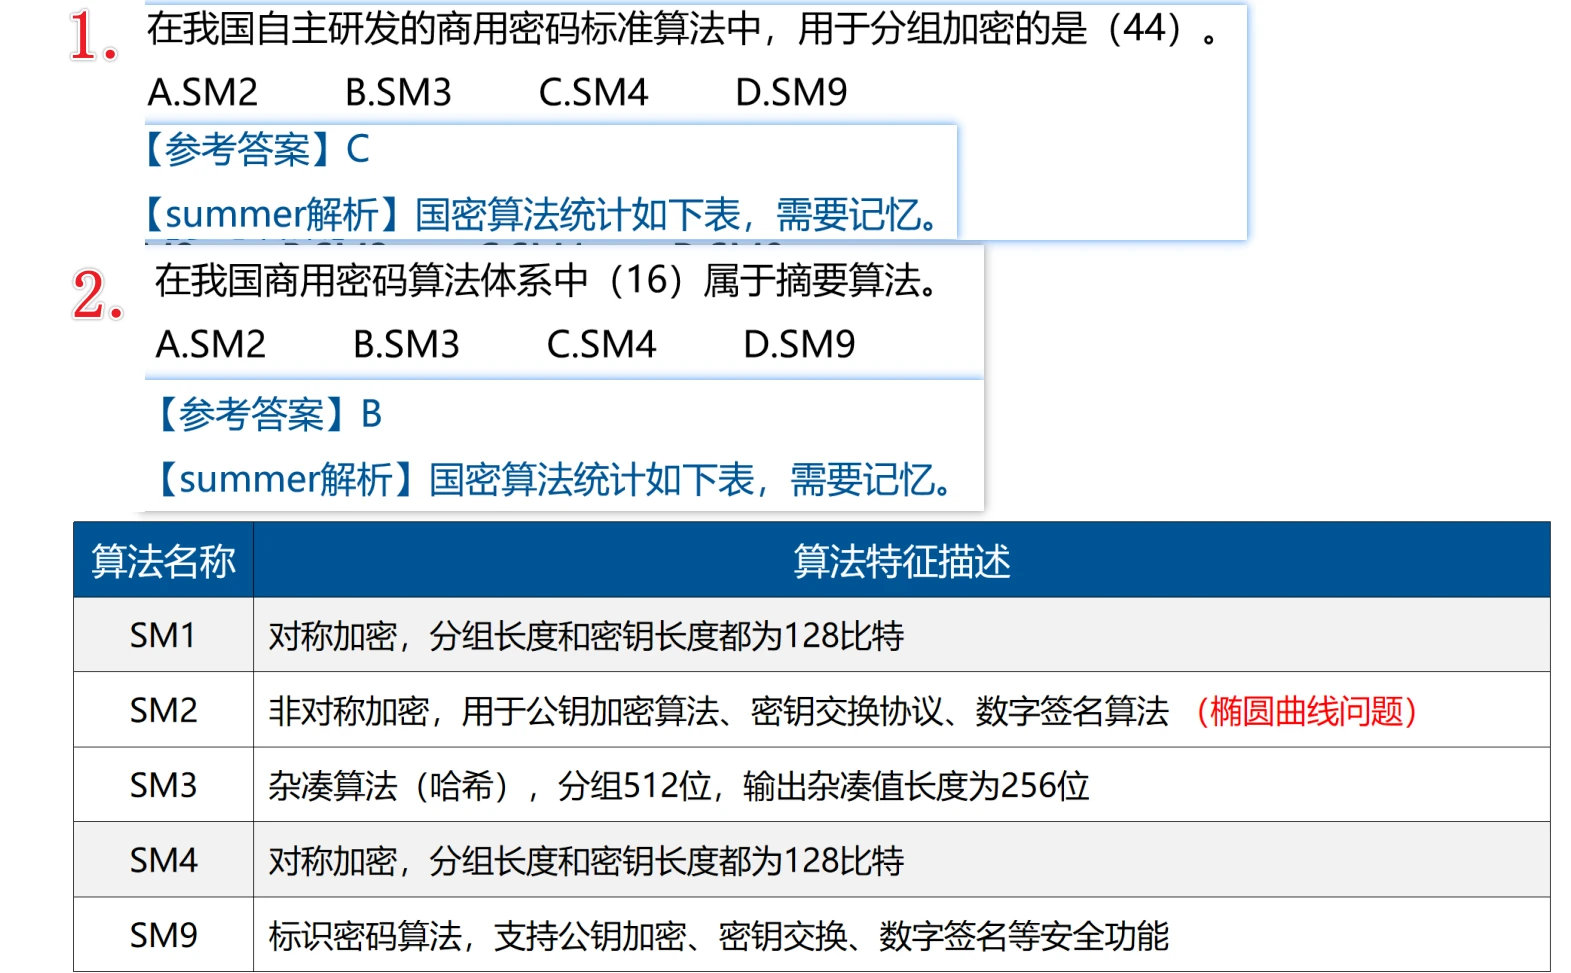 1.
在我国自主研发的商用密码标准算法中，用于分组加密的是（44）。
A.SM2 B.SM3 C.SM4 D.SM9
【参考答案】C
【summer解析】国密算法统计如下表，需要记忆。
2.
在我国商用密码算法体系中（16）属于摘要算法。
A.SM2 B.SM3 C.SM4 D.SM9
【参考答案】B
【summer解析】国密算法统计如下表，需要记忆。
算法名称 算法特征描述
SM1 对称加密，分组长度和密钥长度都为128比特
SM2 非对称加密，用于公钥加密算法、密钥交换协议、数字签名算法（椭圆曲线问题）
SM3 杂凑算法（哈希），分组512位，输出杂凑值长度为256位
SM4 对称加密，分组长度和密钥长度都为128比特
SM9 标识密码算法，支持公钥加密、密钥交换、数字签名等安全功能